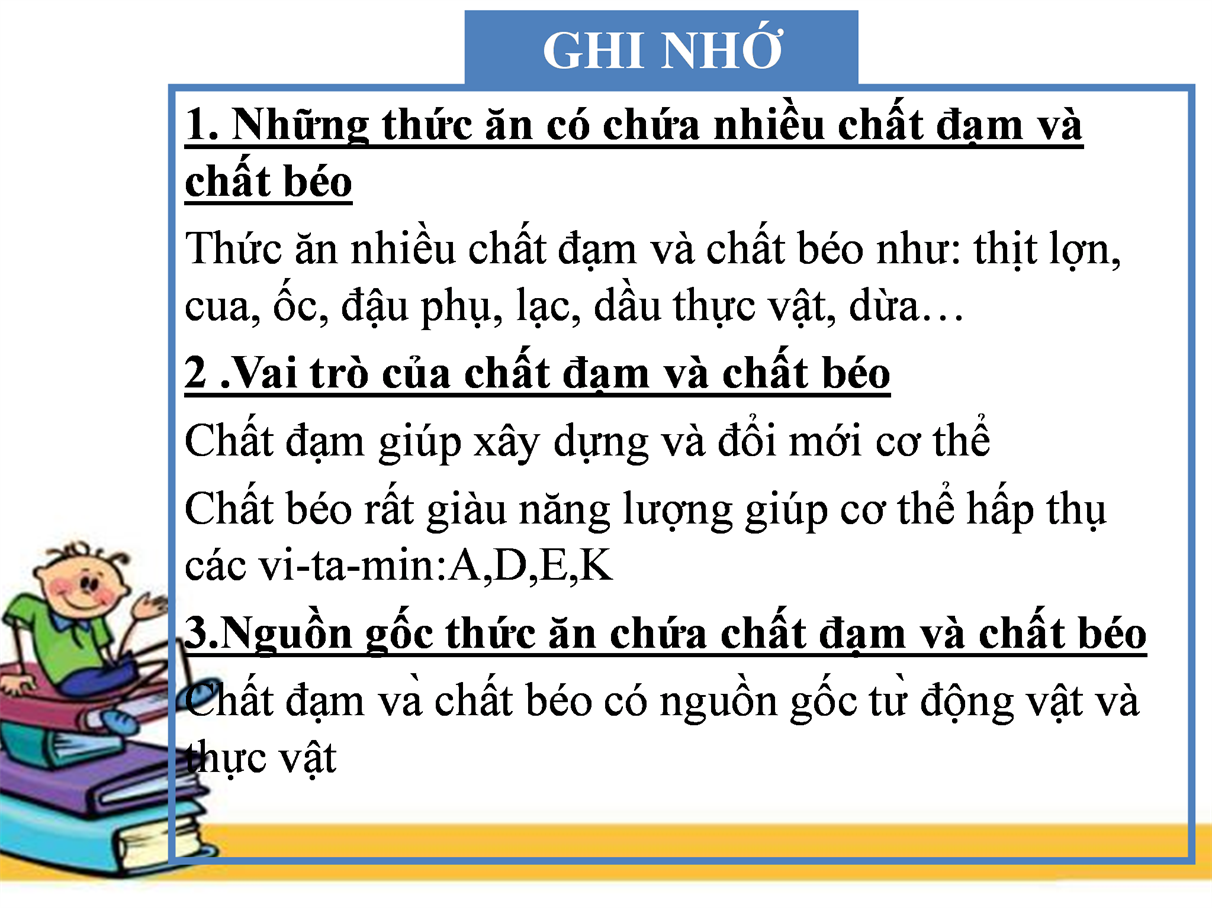 GHI NHỚ
1. Những thức ăn có chứa nhiều chất đạm và
chất béo
Thức ăn nhiều chất đạm và chất béo như: thịt lợn,
cua, ốc, đậu phụ, lạc, dầu thực vật, dừa…
2 .Vai trò của chất đạm và chất béo
Chất đạm giúp xây dựng và đổi mới cơ thể
Chất béo rất giàu năng lượng giúp cơ thể hấp thụ
các vi-ta-min:A,D,E,K
3.Nguồn gốc thức ăn chứa chất đạm và chất béo
Chất đạm và chất béo có nguồn gốc từ động vật và
thực vật